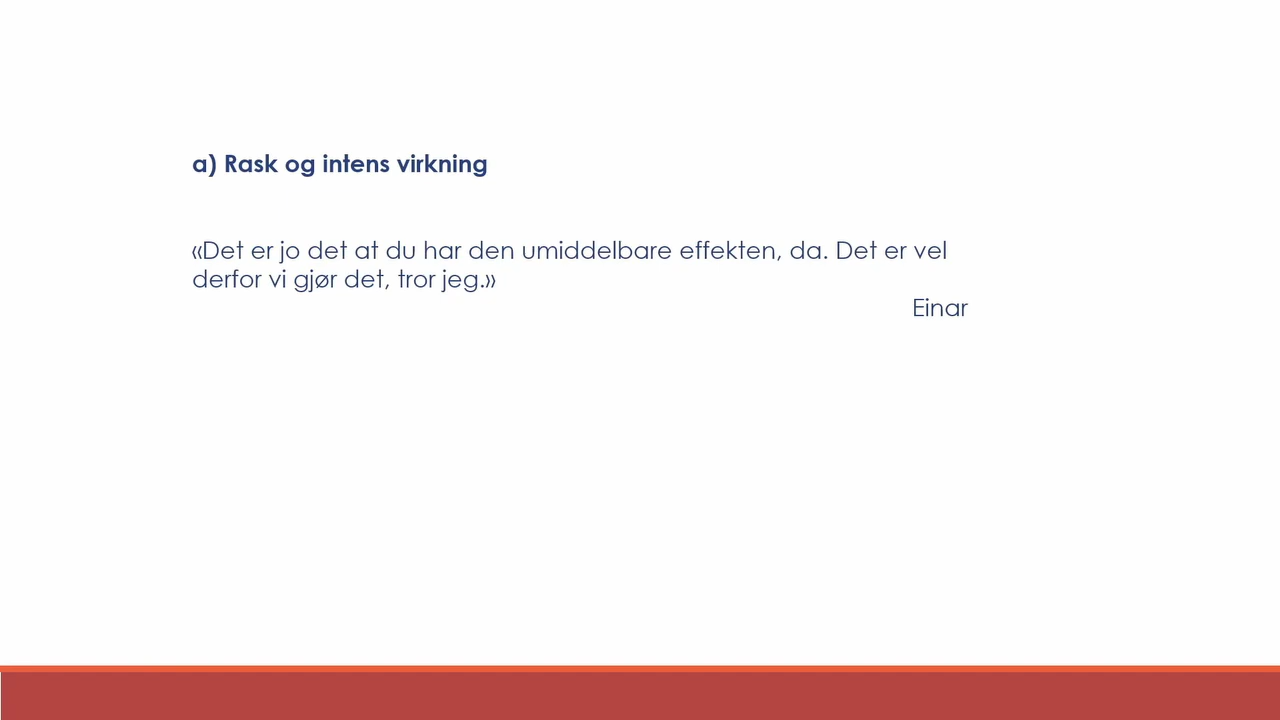 a) Rask og intens virkning
«Det er jo det at du har den umiddelbare effekten, da. Det er vel
derfor vi gjør det, tror jeg.»
Einar